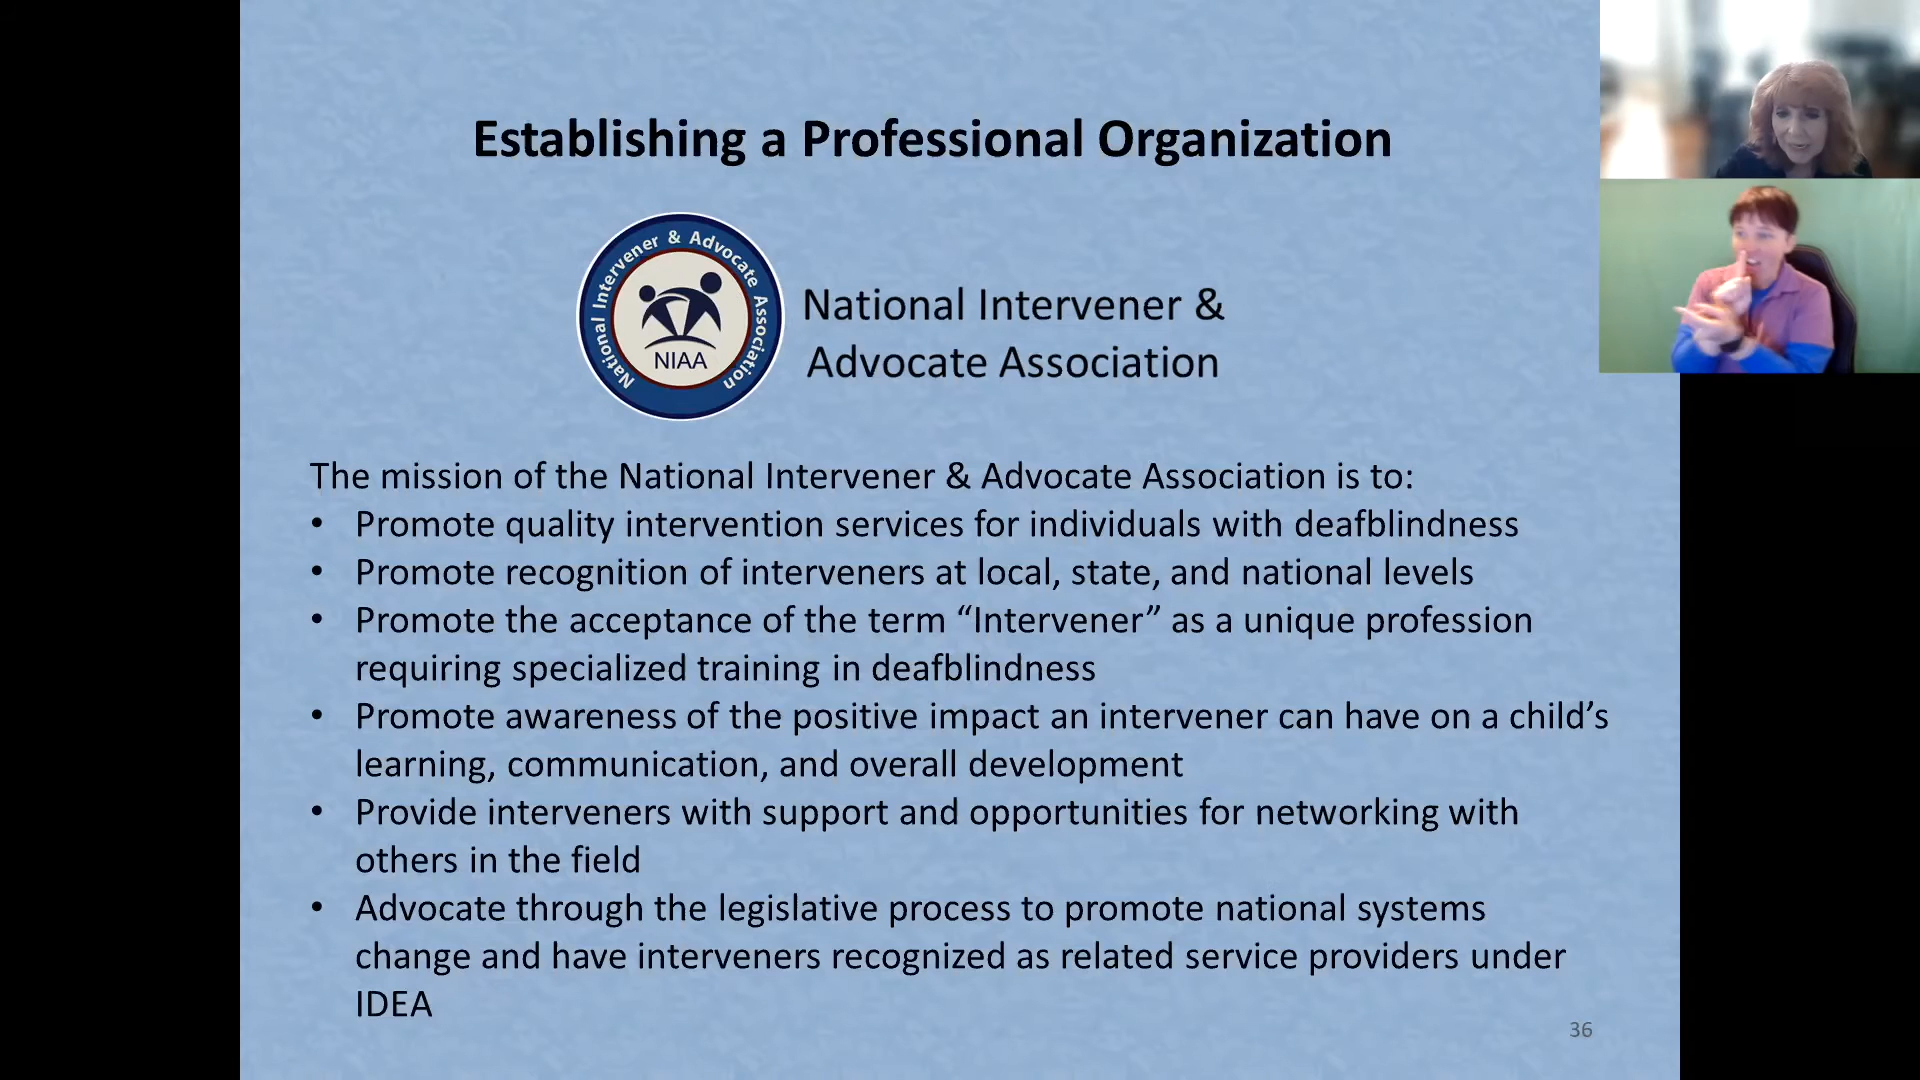 Establishing a Professional Organization
National Intervener & Advocate Association
NIAA
National Intervener &
Advocate Association
The mission of the National Intervener & Advocate Association is to:
• Promote quality intervention services for individuals with deafblindness
• Promote recognition of interveners at local, state, and national levels
• Promote the acceptance of the term “Intervener” as a unique profession
requiring specialized training in deafblindness
• Promote awareness of the positive impact an intervener can have on a child’s
learning, communication, and overall development
• Provide interveners with support and opportunities for networking with
others in the field
• Advocate through the legislative process to promote national systems
change and have interveners recognized as related service providers under
IDEA
36